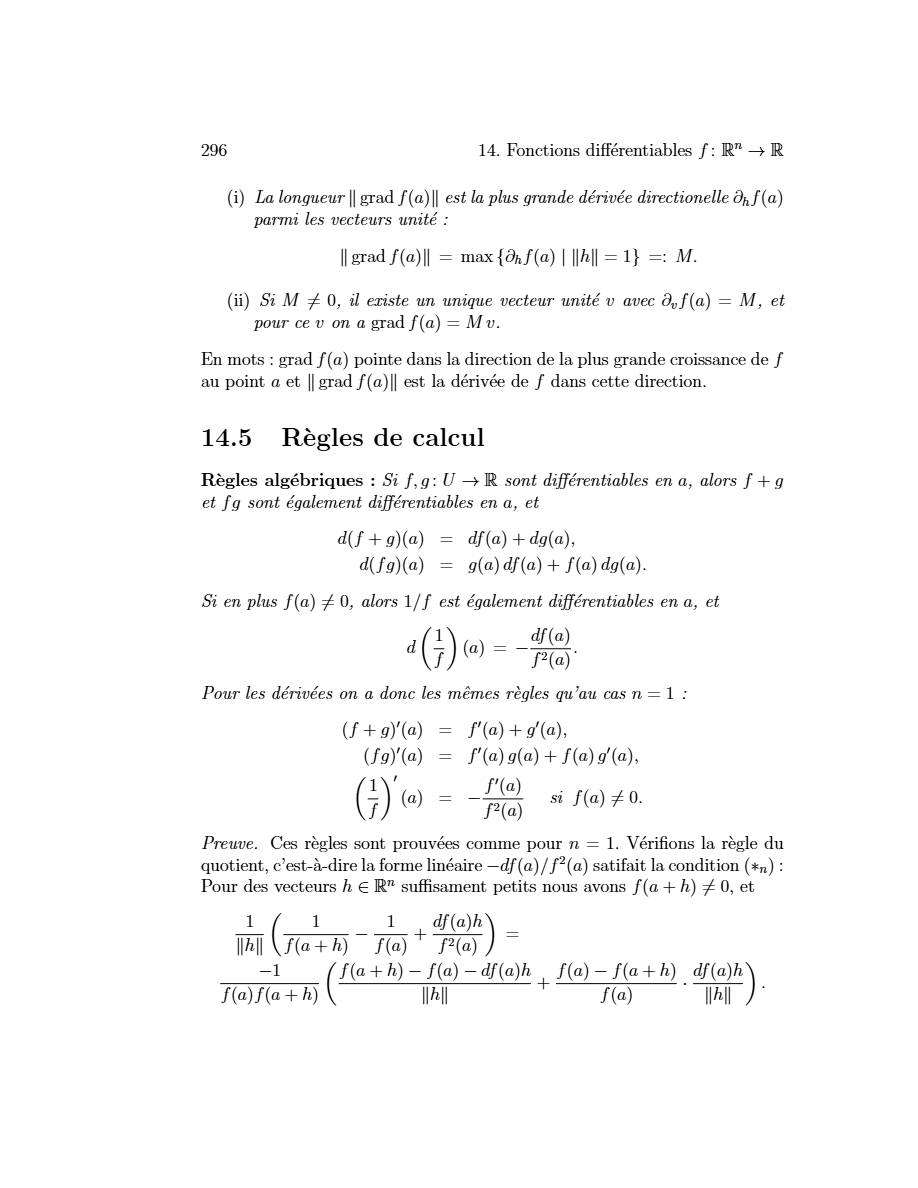 296 14. Fonctions différentiables f : ℝⁿ → ℝ
(i) La longueur ‖ grad f(a)‖ est la plus grande dérivée directionelle ∂ₕf(a)
parmi les vecteurs unité :
‖ grad f(a)‖ = max {∂ₕf(a) | ‖h‖ = 1} =: M.
(ii) Si M ≠ 0, il existe un unique vecteur unité v avec ∂ᵥf(a) = M, et
pour ce v on a grad f(a) = M v.
En mots : grad f(a) pointe dans la direction de la plus grande croissance de f
au point a et ‖ grad f(a)‖ est la dérivée de f dans cette direction.
14.5 Règles de calcul
Règles algébriques : Si f, g : U → ℝ sont différentiables en a, alors f + g
et fg sont également différentiables en a, et
d(f + g)(a) = df(a) + dg(a),
d(fg)(a) = g(a) df(a) + f(a) dg(a).
Si en plus f(a) ≠ 0, alors 1/f est également différentiables en a, et
d(1/f)(a) = −df(a)/f²(a).
Pour les dérivées on a donc les mêmes règles qu'au cas n = 1 :
(f + g)′(a) = f′(a) + g′(a),
(fg)′(a) = f′(a) g(a) + f(a) g′(a),
(1/f)′(a) = −f′(a)/f²(a) si f(a) ≠ 0.
Preuve. Ces règles sont prouvées comme pour n = 1. Vérifions la règle du
quotient, c'est-à-dire la forme linéaire −df(a)/f²(a) satifait la condition (∗ₙ) :
Pour des vecteurs h ∈ ℝⁿ suffisament petits nous avons f(a + h) ≠ 0, et
1/‖h‖ (1/f(a + h) − 1/f(a) + df(a)h/f²(a)) =
−1/f(a)f(a + h) (f(a + h) − f(a) − df(a)h/‖h‖ + f(a) − f(a + h)/f(a) · df(a)h/‖h‖).